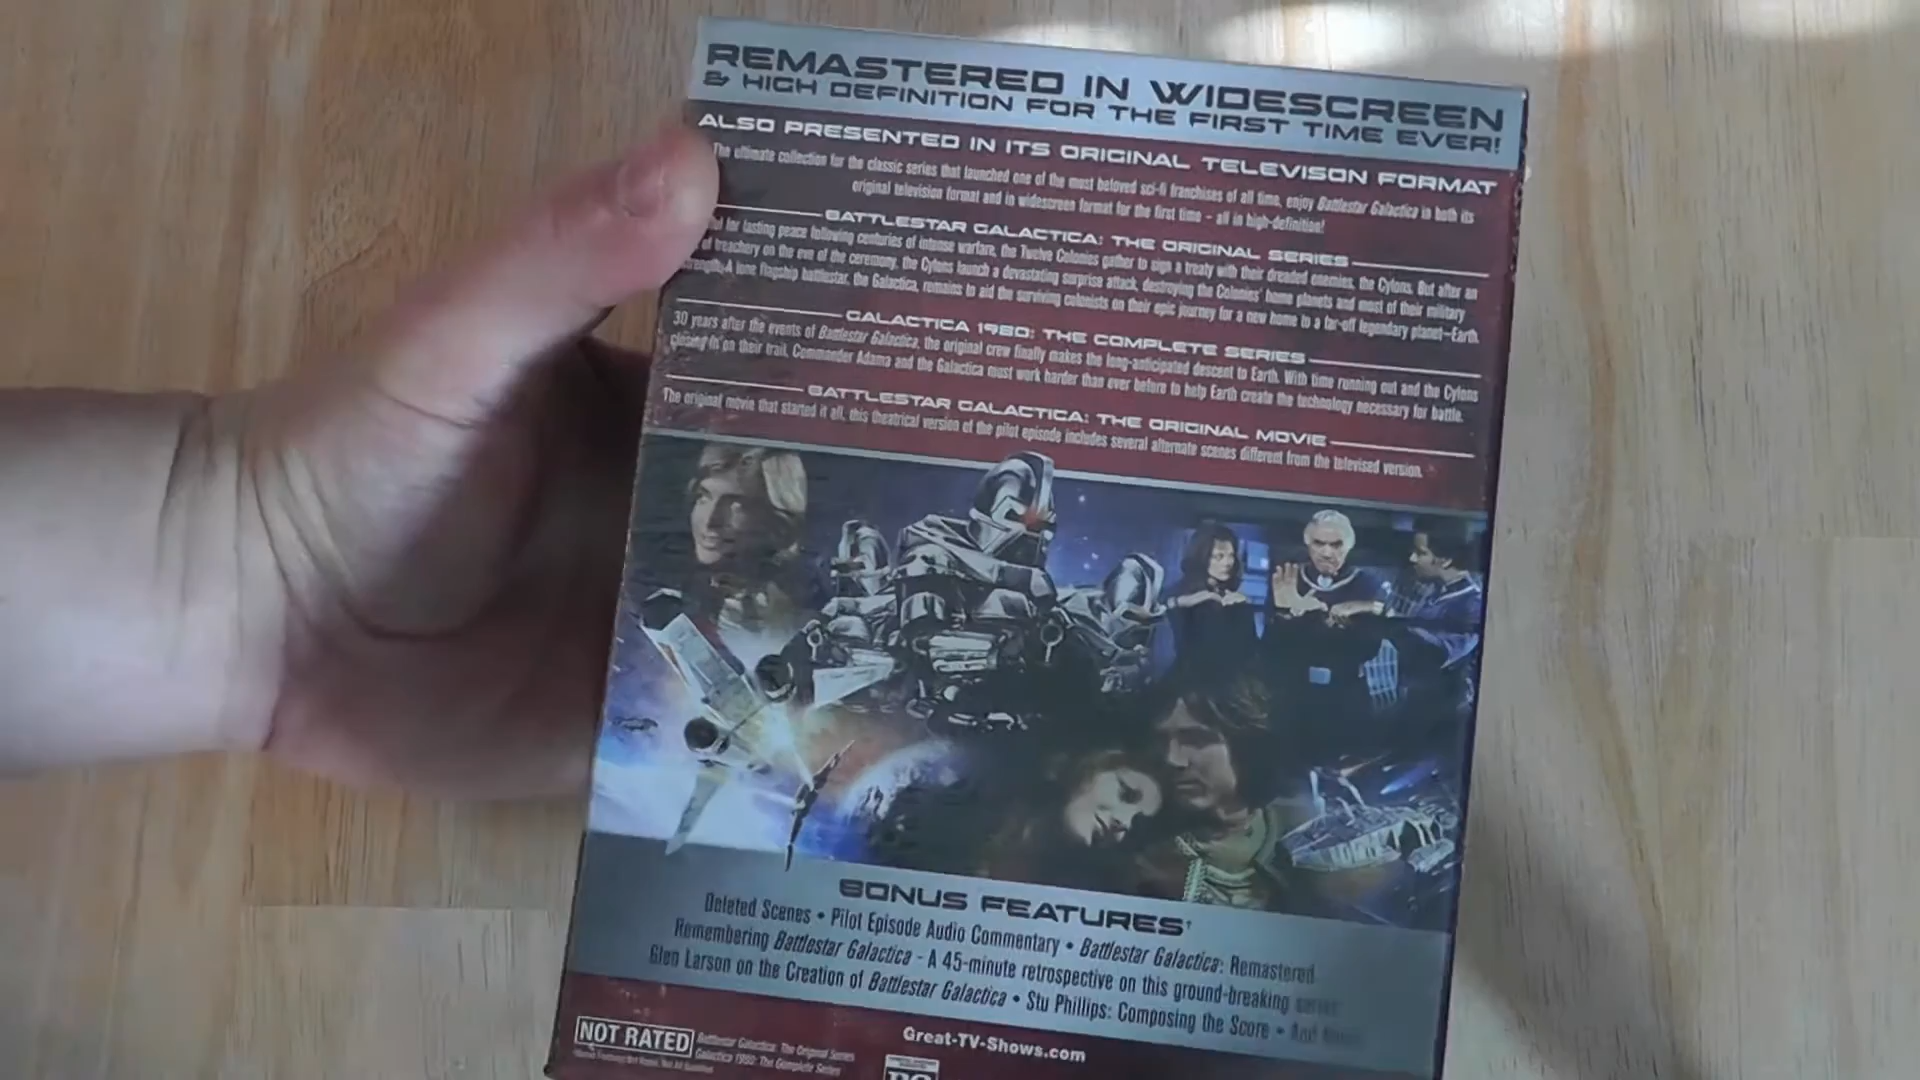 REMASTERED IN WIDESCREEN
& HIGH DEFINITION FOR THE FIRST TIME EVER!
ALSO PRESENTED IN ITS ORIGINAL TELEVISON FORMAT
The ultimate collection for the classic series that launched one of the most beloved sci-fi franchises of all time, enjoy Battlestar Galactica in both its
original television format and in widescreen format for the first time – all in high-definition!
BATTLESTAR GALACTICA: THE ORIGINAL SERIES
for lasting peace following centuries of intense warfare, the Twelve Colonies gather to sign a treaty with their dreaded enemies, the Cylons. But after an
of treachery on the eve of the ceremony, the Cylons launch a devastating surprise attack, destroying the Colonies' home planets and most of their military
strength. A lone flagship battlestar, the Galactica, remains to aid the surviving colonists on their epic journey for a new home to a far-off legendary planet—Earth.
GALACTICA 1980: THE COMPLETE SERIES
30 years after the events of Battlestar Galactica, the original crew finally makes the long-anticipated descent to Earth. With time running out and the Cylons
closing in on their trail, Commander Adama and the Galactica must work harder than ever before to help Earth create the technology necessary for battle.
BATTLESTAR GALACTICA: THE ORIGINAL MOVIE
The original movie that started it all, this theatrical version of the pilot episode includes several alternate scenes different from the televised version.
BONUS FEATURES†
Deleted Scenes • Pilot Episode Audio Commentary • Battlestar Galactica: Remastered
Remembering Battlestar Galactica - A 45-minute retrospective on this ground-breaking series
Glen Larson on the Creation of Battlestar Galactica • Stu Phillips: Composing the Score • And
Great-TV-Shows.com
NOT RATED
Battlestar Galactica: The Original Series
Galactica 1980: The Complete Series